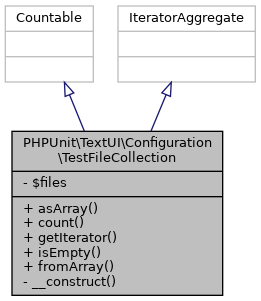 Countable
IteratorAggregate
PHPUnit\TextUI\Configuration
\TestFileCollection
- $files
+ asArray()
+ count()
+ getIterator()
+ isEmpty()
+ fromArray()
- __construct()